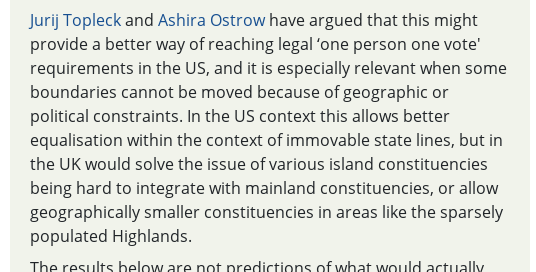 Jurij Topleck and Ashira Ostrow have argued that this might
provide a better way of reaching legal ‘one person one vote'
requirements in the US, and it is especially relevant when some
boundaries cannot be moved because of geographic or
political constraints. In the US context this allows better
equalisation within the context of immovable state lines, but in
the UK would solve the issue of various island constituencies
being hard to integrate with mainland constituencies, or allow
geographically smaller constituencies in areas like the sparsely
populated Highlands.
The results below are not predictions of what would actually